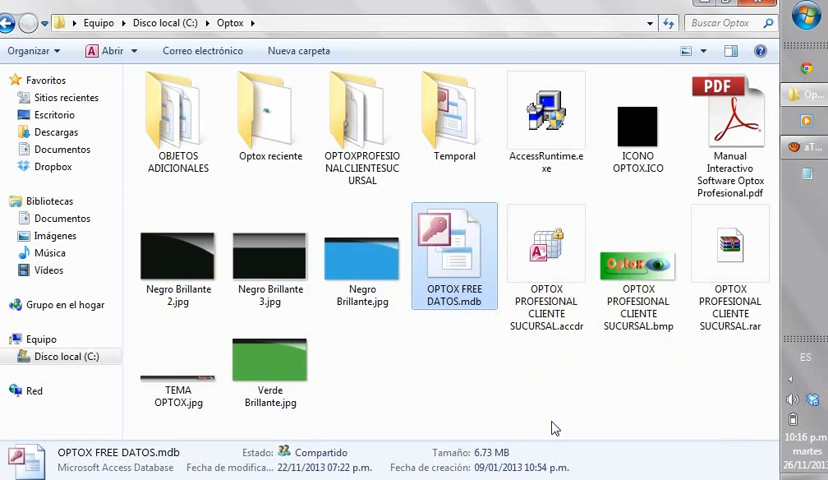 Equipo ▸ Disco local (C:) ▸ Optox ▸
Buscar Optox
Organizar
Abrir
Correo electrónico
Nueva carpeta
Favoritos
Sitios recientes
Escritorio
Descargas
Documentos
Dropbox
Bibliotecas
Documentos
Imágenes
Música
Vídeos
Grupo en el hogar
Equipo
Disco local (C:)
Red
OBJETOS
ADICIONALES
Optox reciente
OPTOXPROFESIO
NALCLIENTESUC
URSAL
Temporal
AccessRuntime.e
xe
ICONO
OPTOX.ICO
PDF
Manual
Interactivo
Software Optox
Profesional.pdf
Negro Brillante
2.jpg
Negro Brillante
3.jpg
Negro
Brillante.jpg
OPTOX FREE
DATOS.mdb
OPTOX
PROFESIONAL
CLIENTE
SUCURSAL.accdr
Optox
OPTOX
PROFESIONAL
CLIENTE
SUCURSAL.bmp
OPTOX
PROFESIONAL
CLIENTE
SUCURSAL.rar
TEMA
OPTOX.jpg
Verde
Brillante.jpg
OPTOX FREE DATOS.mdb
Microsoft Access Database
Estado: Compartido
Fecha de modifica... 22/11/2013 07:22 p.m.
Tamaño: 6.73 MB
Fecha de creación: 09/01/2013 10:54 p.m.
Op...
aT...
ES
10:16 p.m.
martes
26/11/2013